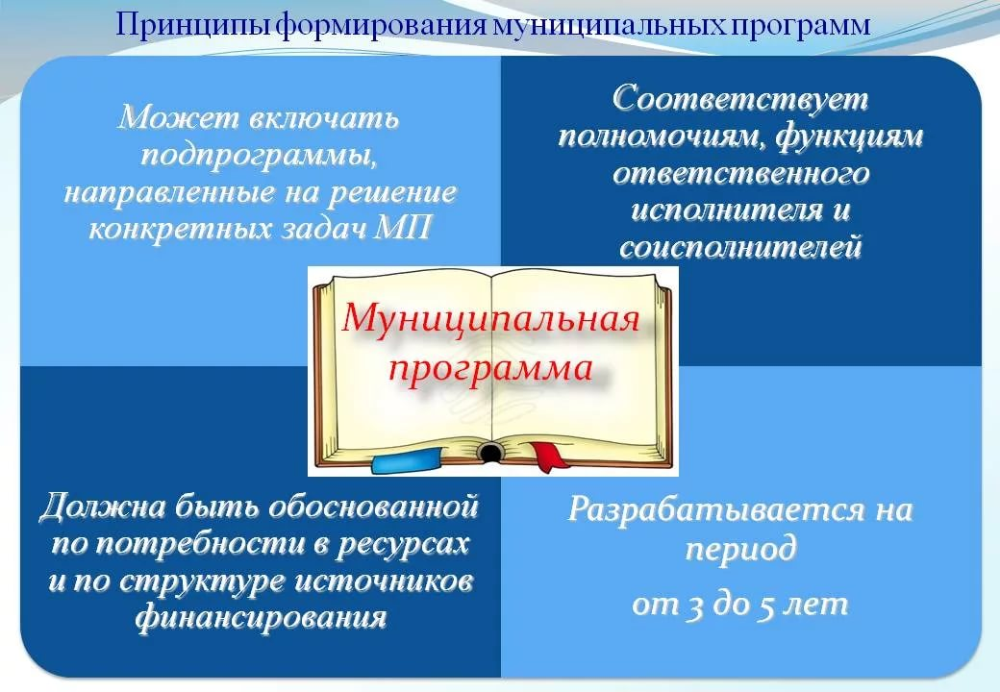 Принципы формирования муниципальных программ
Может включать
подпрограммы,
направленные на решение
конкретных задач МП
Соответствует
полномочиям, функциям
ответственного
исполнителя и
соисполнителей
Муниципальная
программа
Должна быть обоснованной
по потребности в ресурсах
и по структуре источников
финансирования
Разрабатывается на
период
от 3 до 5 лет